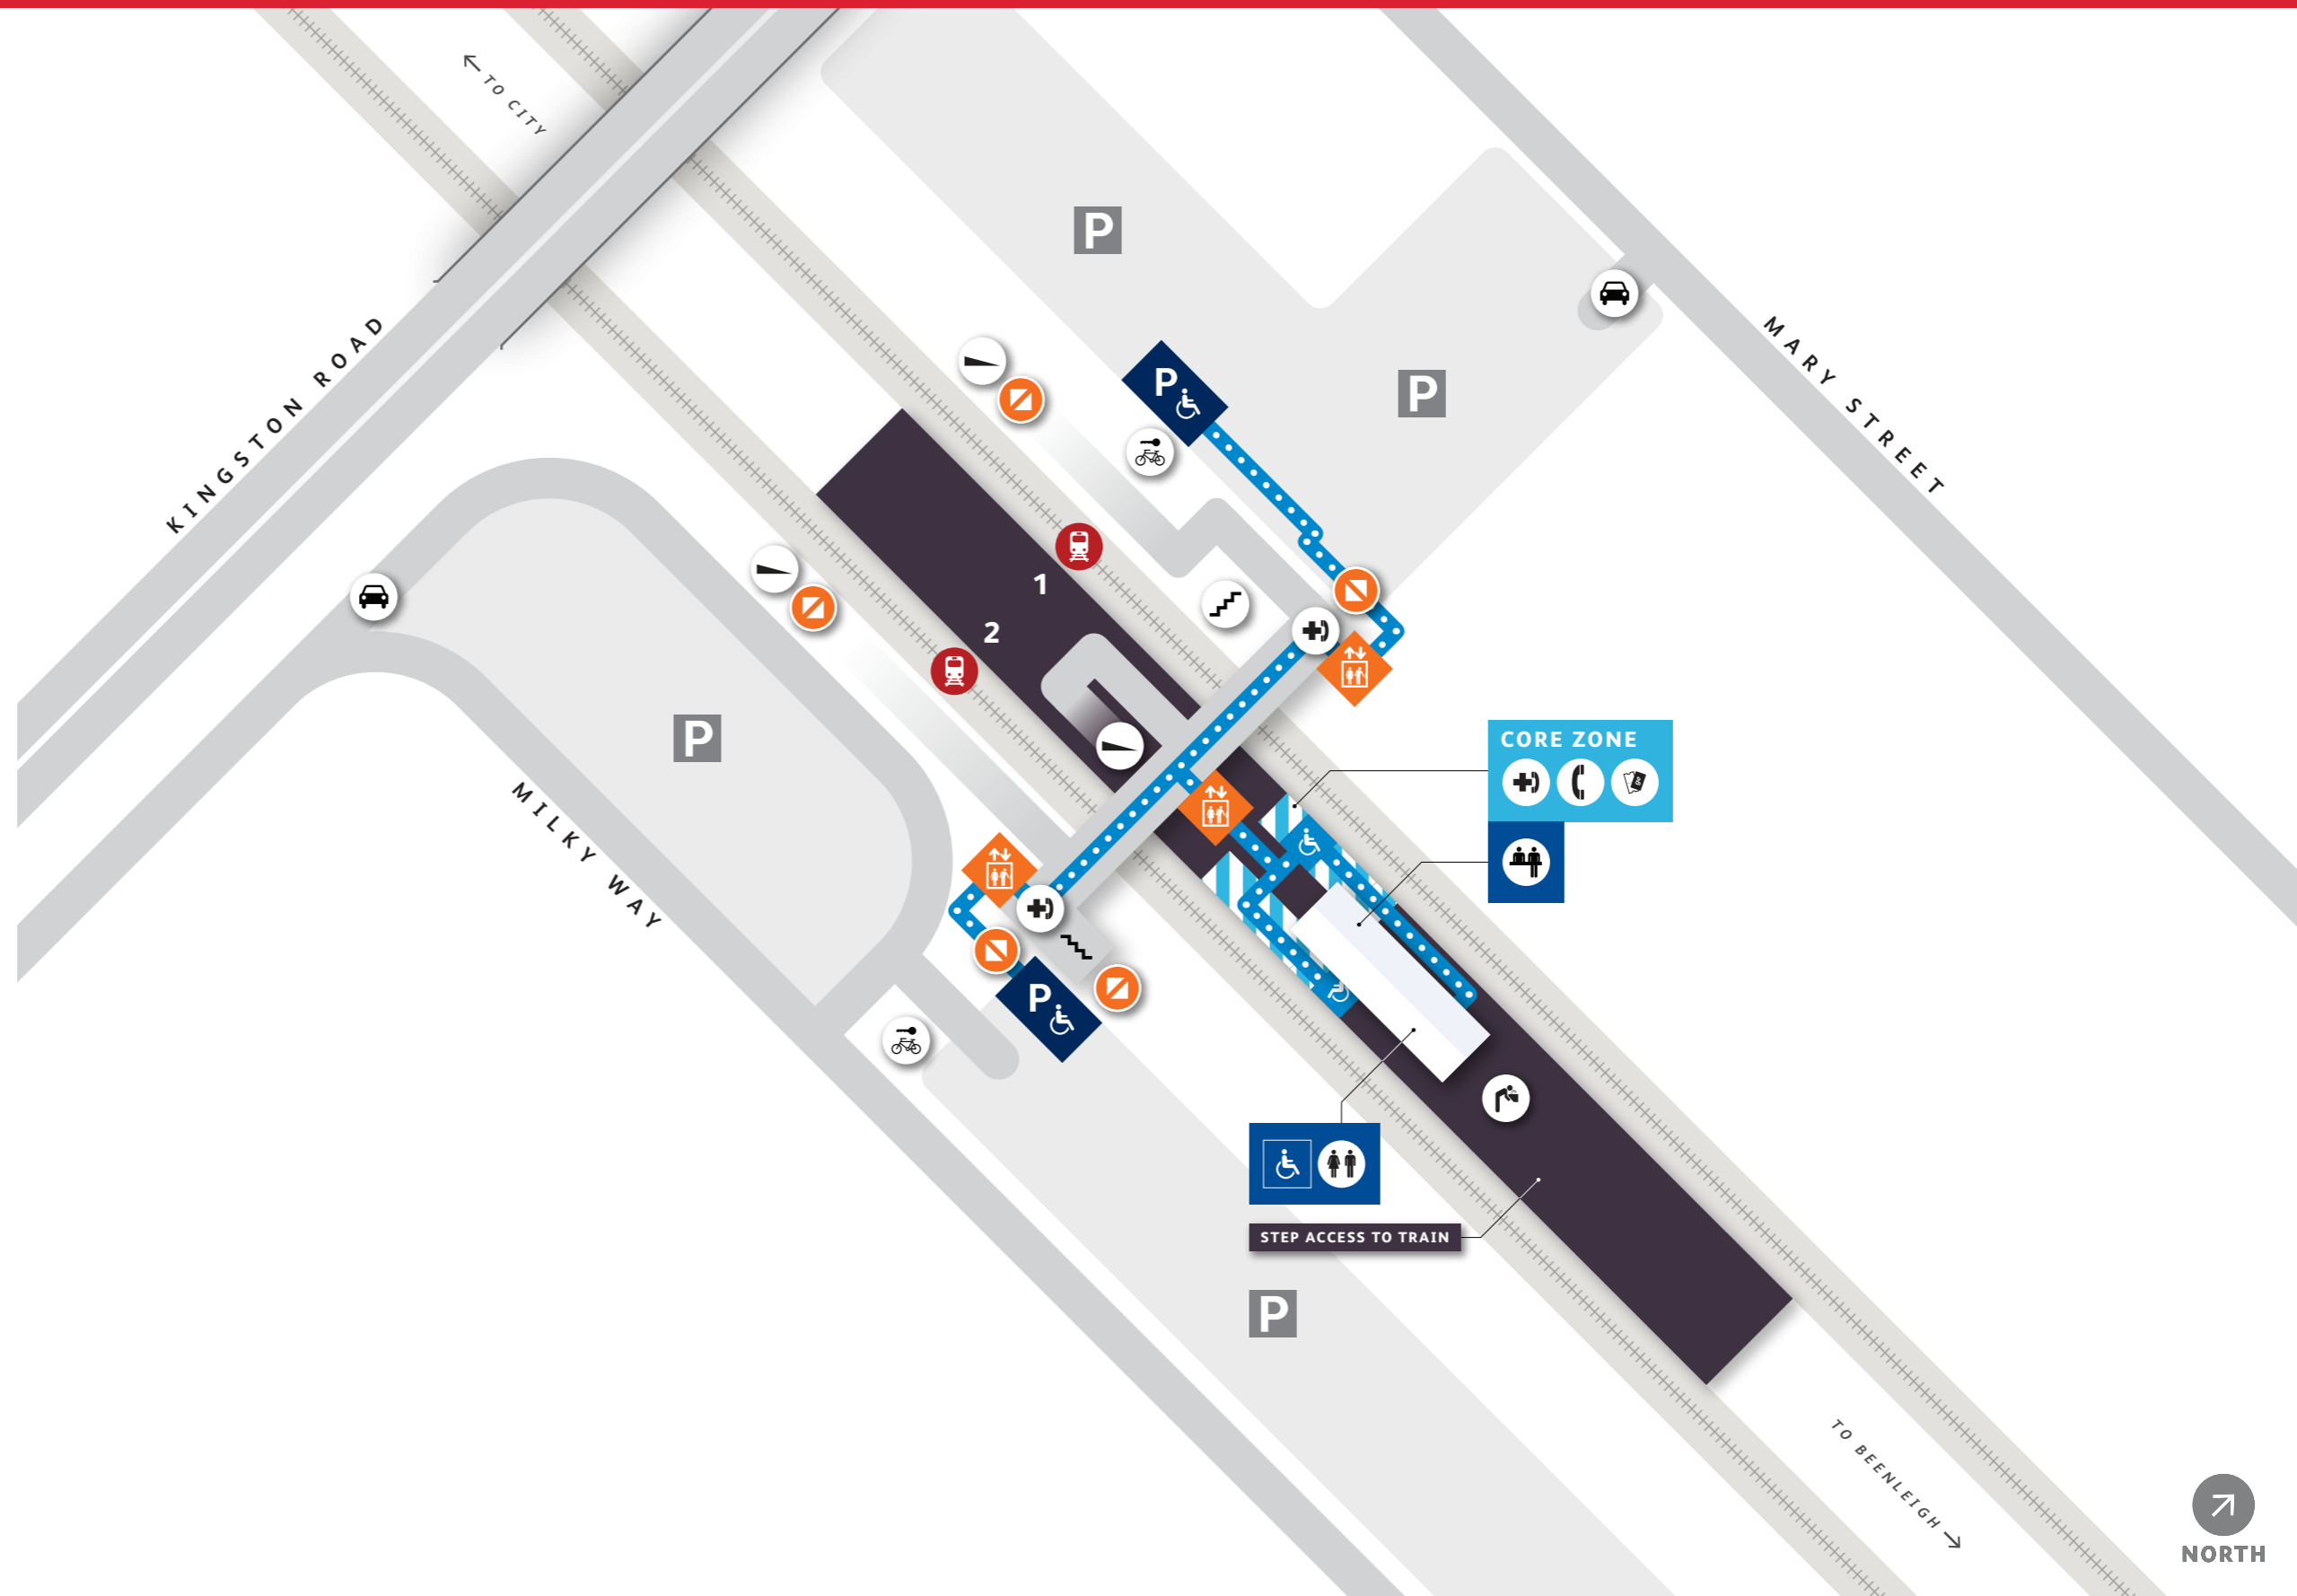 TO CITY
KINGSTON ROAD
P
P
P
MARY STREET
1
2
CORE ZONE
P
MILKY WAY
P
STEP ACCESS TO TRAIN
P
TO BEENLEIGH
NORTH